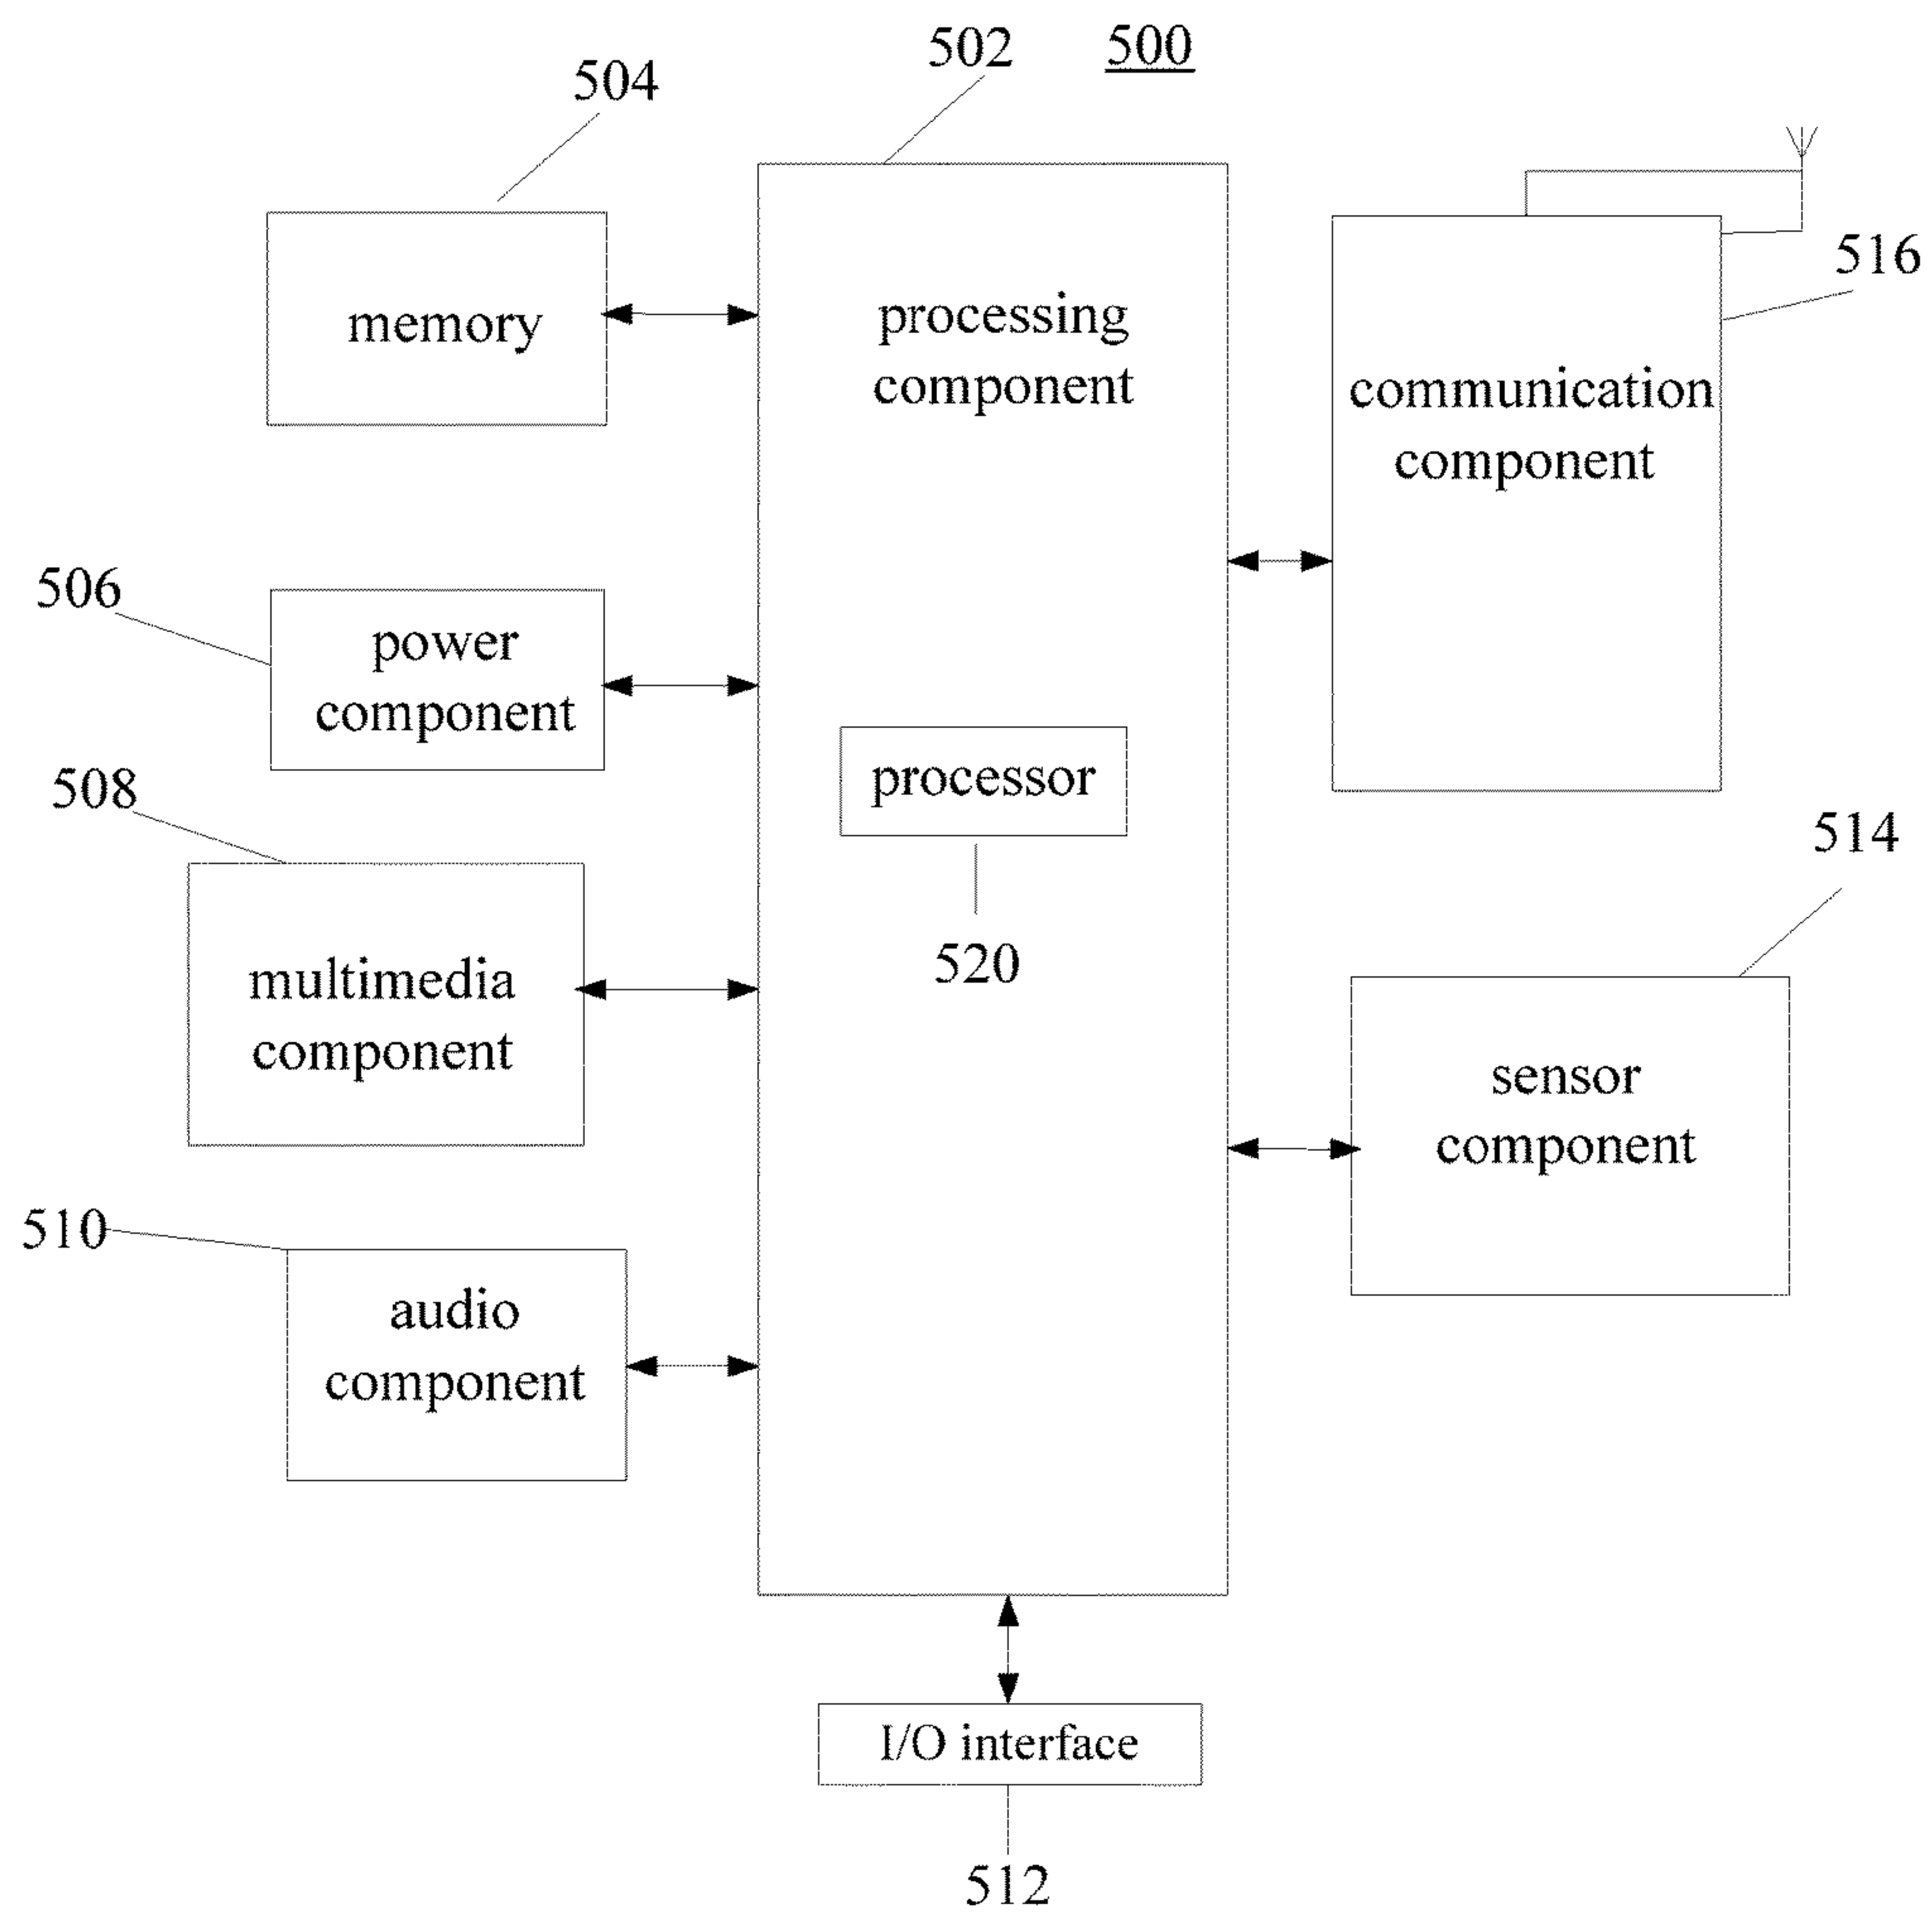 502
500
504
516
memory
processing
component
communication
component
506
power
component
508
processor
514
520
multimedia
component
sensor
component
510
audio
component
I/O interface
512